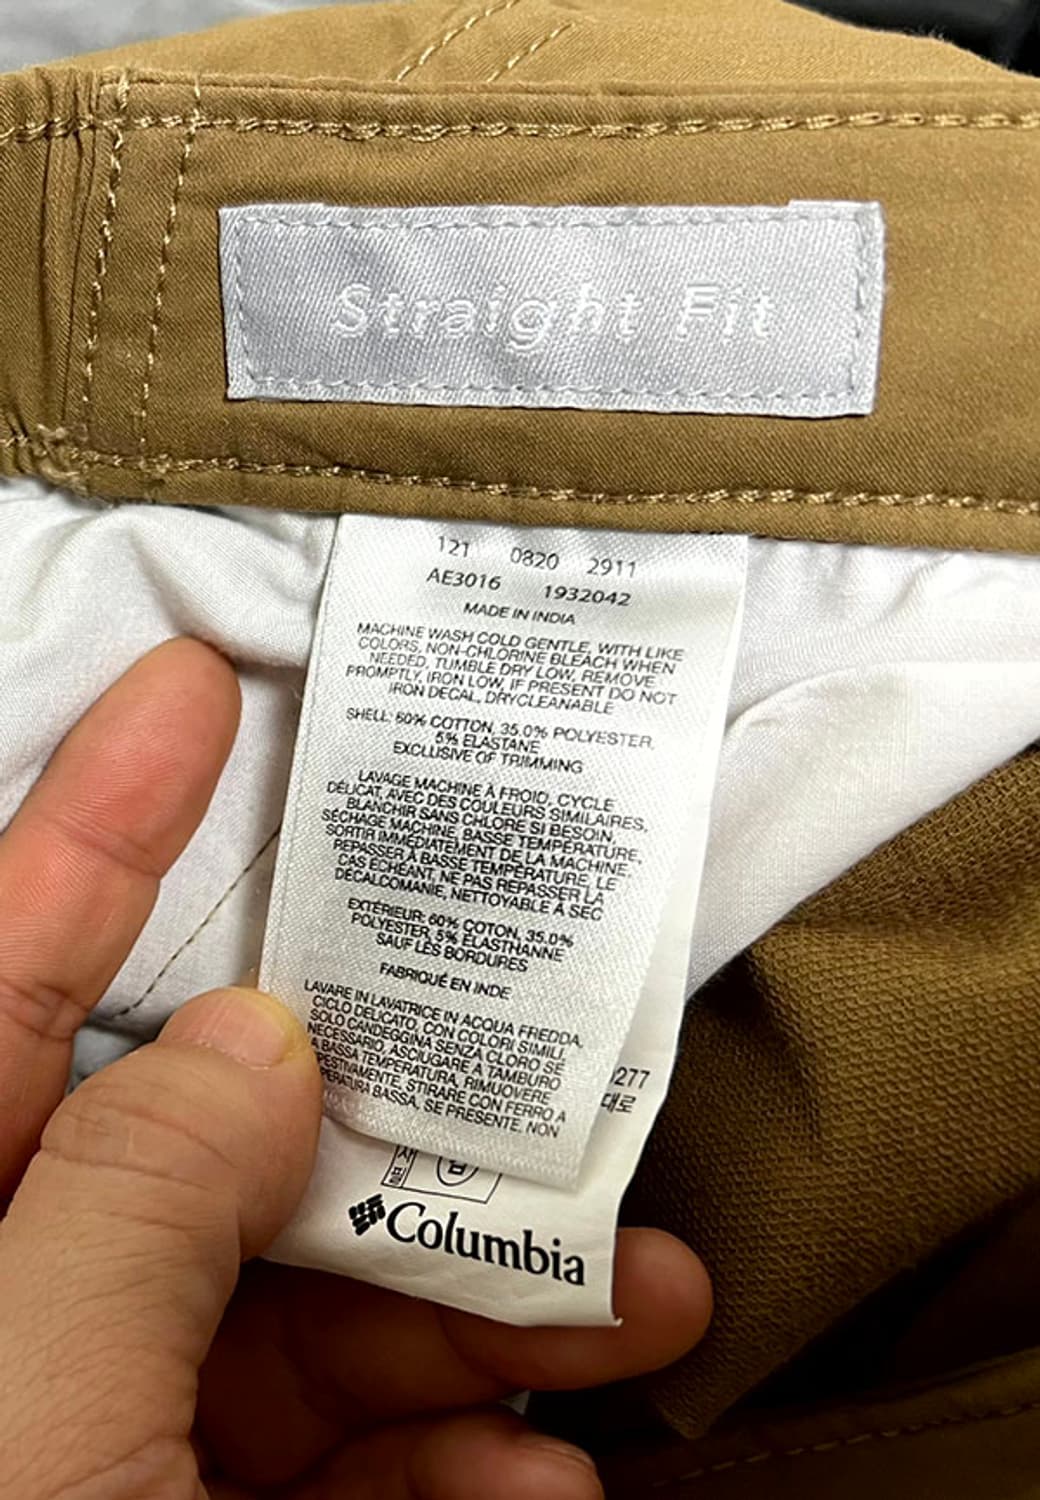 Straight Fit
121 0820 2911
AE3016 1932042
MADE IN INDIA
MACHINE WASH COLD GENTLE, WITH LIKE
COLORS, NON-CHLORINE BLEACH WHEN
NEEDED, TUMBLE DRY LOW, REMOVE
PROMPTLY, IRON LOW, IF PRESENT DO NOT
IRON DECAL, DRYCLEANABLE
SHELL: 60% COTTON, 35.0% POLYESTER,
5% ELASTANE
EXCLUSIVE OF TRIMMING
LAVAGE MACHINE À FROID, CYCLE
DÉLICAT, AVEC DES COULEURS SIMILAIRES,
BLANCHIR SANS CHLORE SI BESOIN,
SÉCHAGE MACHINE, BASSE TEMPÉRATURE,
SORTIR IMMÉDIATEMENT DE LA MACHINE,
REPASSER À BASSE TEMPÉRATURE, LE
CAS ÉCHÉANT, NE PAS REPASSER LA
DÉCALCOMANIE, NETTOYABLE À SEC
EXTÉRIEUR: 60% COTON, 35.0%
POLYESTER, 5% ÉLASTHANNE
SAUF LES BORDURES
FABRIQUÉ EN INDE
LAVARE IN LAVATRICE IN ACQUA FREDDA,
CICLO DELICATO, CON COLORI SIMILI,
SOLO CANDEGGINA SENZA CLORO SE
NECESSARIO, ASCIUGARE A TAMBURO
A BASSA TEMPERATURA, RIMUOVERE
PESTIVAMENTE, STIRARE CON FERRO A
PERATURA BASSA, SE PRESENTE, NON
277
대로
Columbia